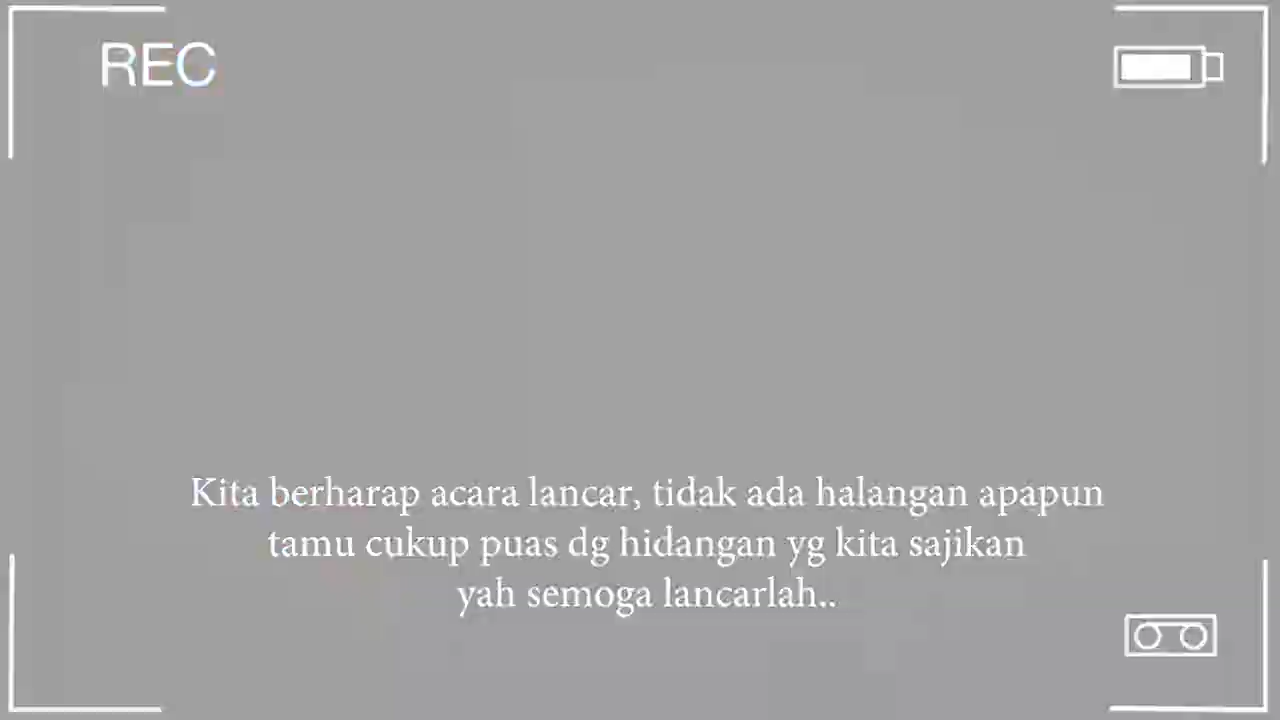 REC
Kita berharap acara lancar, tidak ada halangan apapun
tamu cukup puas dg hidangan yg kita sajikan
yah semoga lancarlah..